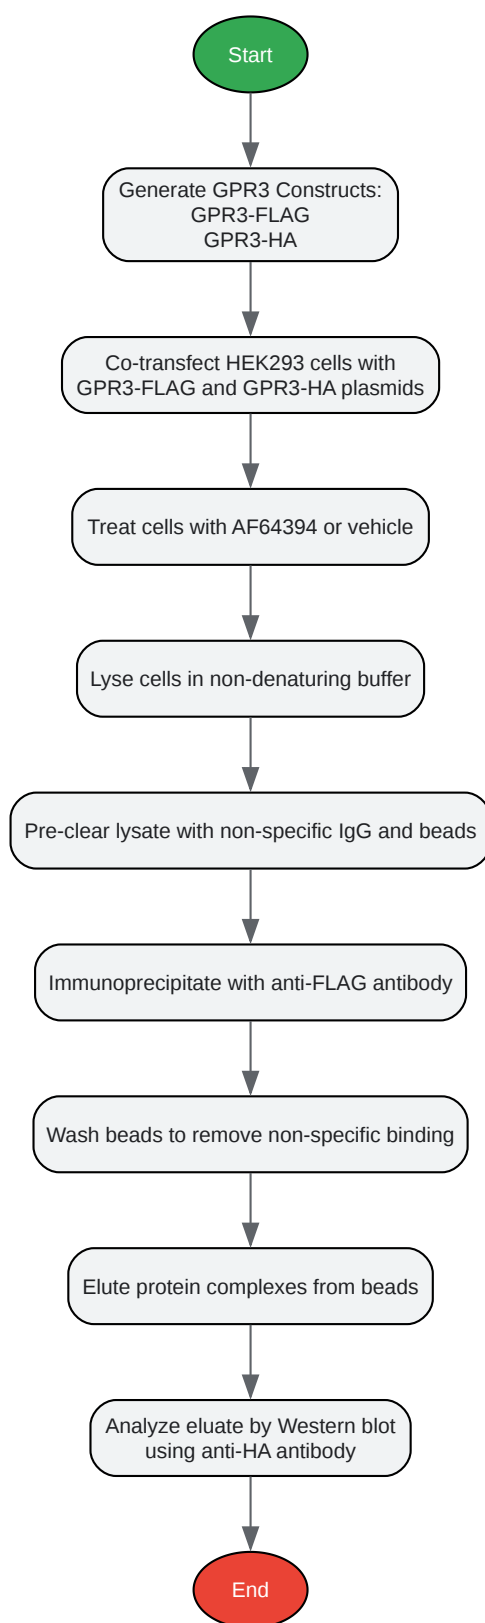 Start
Generate GPR3 Constructs:
GPR3-FLAG
GPR3-HA
Co-transfect HEK293 cells with
GPR3-FLAG and GPR3-HA plasmids
Treat cells with AF64394 or vehicle
Lyse cells in non-denaturing buffer
Pre-clear lysate with non-specific IgG and beads
Immunoprecipitate with anti-FLAG antibody
Wash beads to remove non-specific binding
Elute protein complexes from beads
Analyze eluate by Western blot
using anti-HA antibody
End